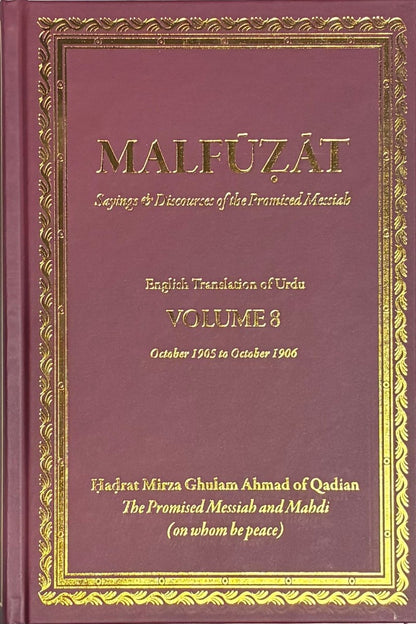 MALFŪẒĀT
Sayings & Discourses of the Promised Messiah
English Translation of Urdu
VOLUME 8
October 1905 to October 1906
Ḥaḍrat Mirza Ghulam Ahmad of Qadian
The Promised Messiah and Mahdi
(on whom be peace)